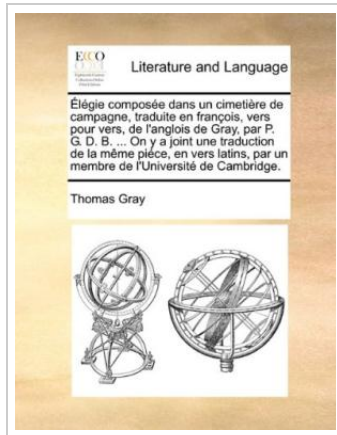 ECCO
Literature and Language
Élégie composée dans un cimetière de
campagne, traduite en françois, vers
pour vers, de l'anglois de Gray, par P.
G. D. B. ... On y a joint une traduction
de la même piéce, en vers latins, par un
membre de l'Université de Cambridge.
Thomas Gray